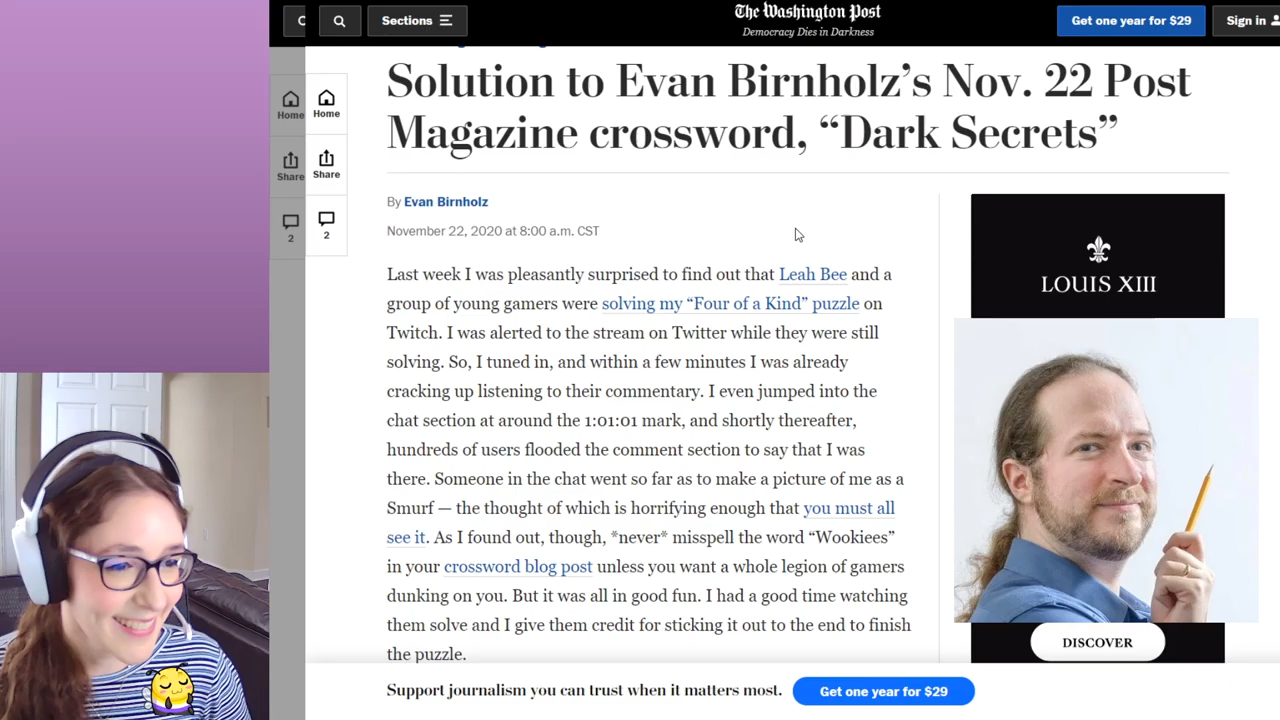 C
Sections
The Washington Post
Democracy Dies in Darkness
Get one year for $29
Sign in
Home
Share
2
Home
Share
2
Solution to Evan Birnholz’s Nov. 22 Post
Magazine crossword, “Dark Secrets”
By Evan Birnholz
November 22, 2020 at 8:00 a.m. CST
Last week I was pleasantly surprised to find out that Leah Bee and a
group of young gamers were solving my “Four of a Kind” puzzle on
Twitch. I was alerted to the stream on Twitter while they were still
solving. So, I tuned in, and within a few minutes I was already
cracking up listening to their commentary. I even jumped into the
chat section at around the 1:01:01 mark, and shortly thereafter,
hundreds of users flooded the comment section to say that I was
there. Someone in the chat went so far as to make a picture of me as a
Smurf — the thought of which is horrifying enough that you must all
see it. As I found out, though, *never* misspell the word “Wookiees”
in your crossword blog post unless you want a whole legion of gamers
dunking on you. But it was all in good fun. I had a good time watching
them solve and I give them credit for sticking it out to the end to finish
the puzzle.
LOUIS XIII
DISCOVER
Support journalism you can trust when it matters most.
Get one year for $29